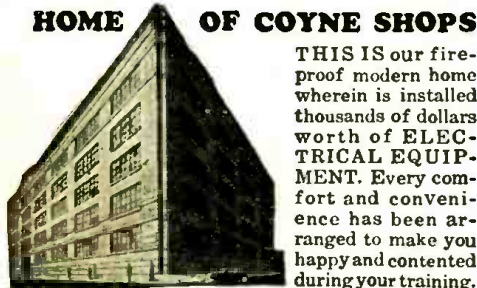 HOME OF COYNE SHOPS
THIS IS our fire-
proof modern home
wherein is installed
thousands of dollars
worth of ELEC-
TRICAL EQUIP-
MENT. Every com-
fort and conveni-
ence has been ar-
ranged to make you
happy and contented
during your training.